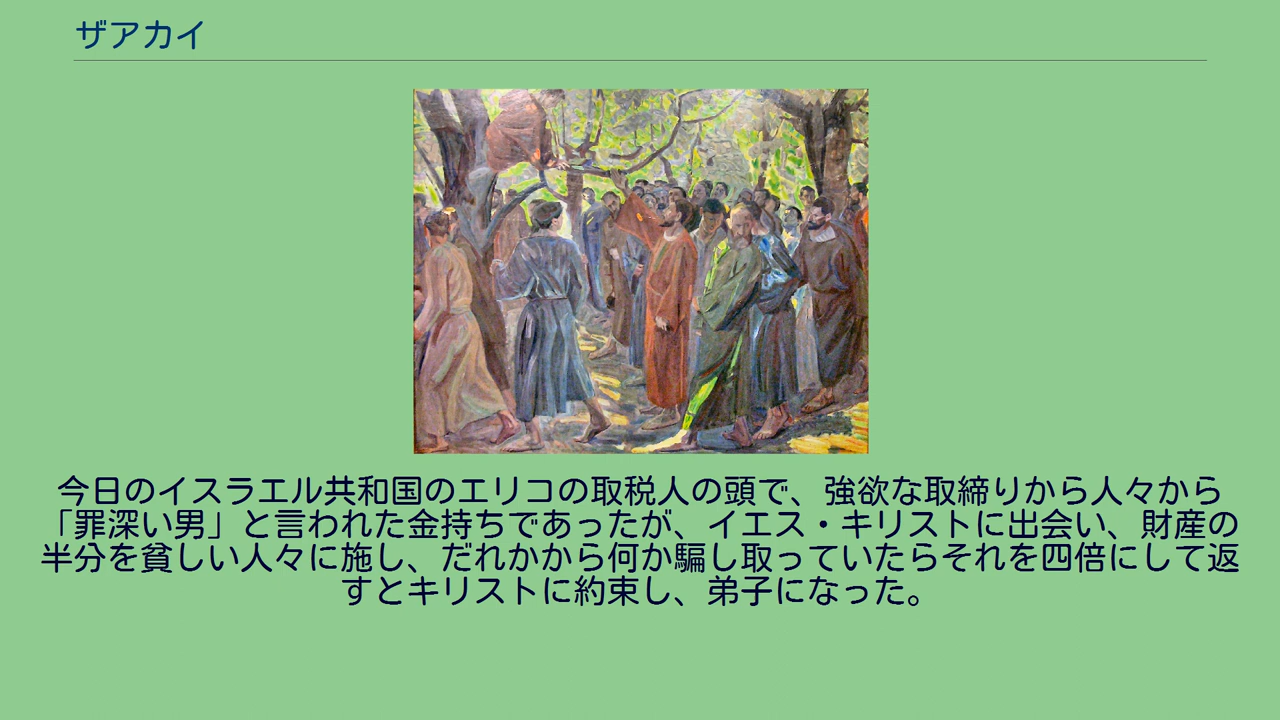 ザアカイ
今日のイスラエル共和国のエリコの取税人の頭で、強欲な取締りから人々から
「罪深い男」と言われた金持ちであったが、イエス・キリストに出会い、財産の
半分を貧しい人々に施し、だれかから何か騙し取っていたらそれを四倍にして返
すとキリストに約束し、弟子になった。